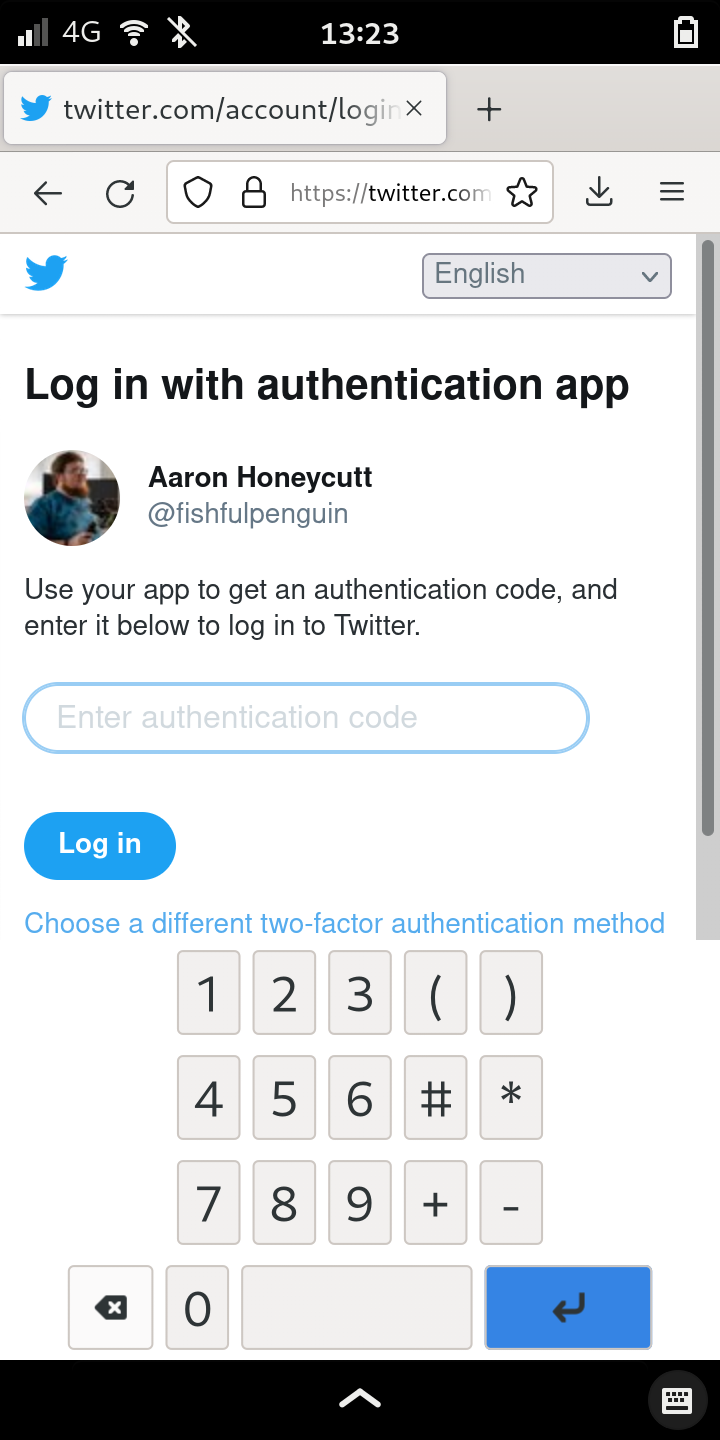 4G 13:23
twitter.com/account/login
https://twitter.com
English
Log in with authentication app
Aaron Honeycutt
@fishfulpenguin
Use your app to get an authentication code, and
enter it below to log in to Twitter.
Enter authentication code
Log in
Choose a different two-factor authentication method
1 2 3 ( )
4 5 6 # *
7 8 9 + -
0